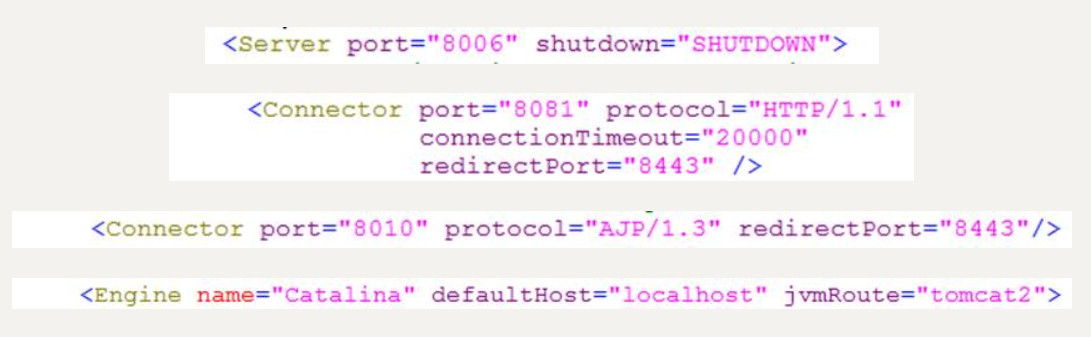 <Server port="8006" shutdown="SHUTDOWN">
<Connector port="8081" protocol="HTTP/1.1"
connectionTimeout="20000"
redirectPort="8443" />
<Connector port="8010" protocol="AJP/1.3" redirectPort="8443"/>
<Engine name="Catalina" defaultHost="localhost" jvmRoute="tomcat2">